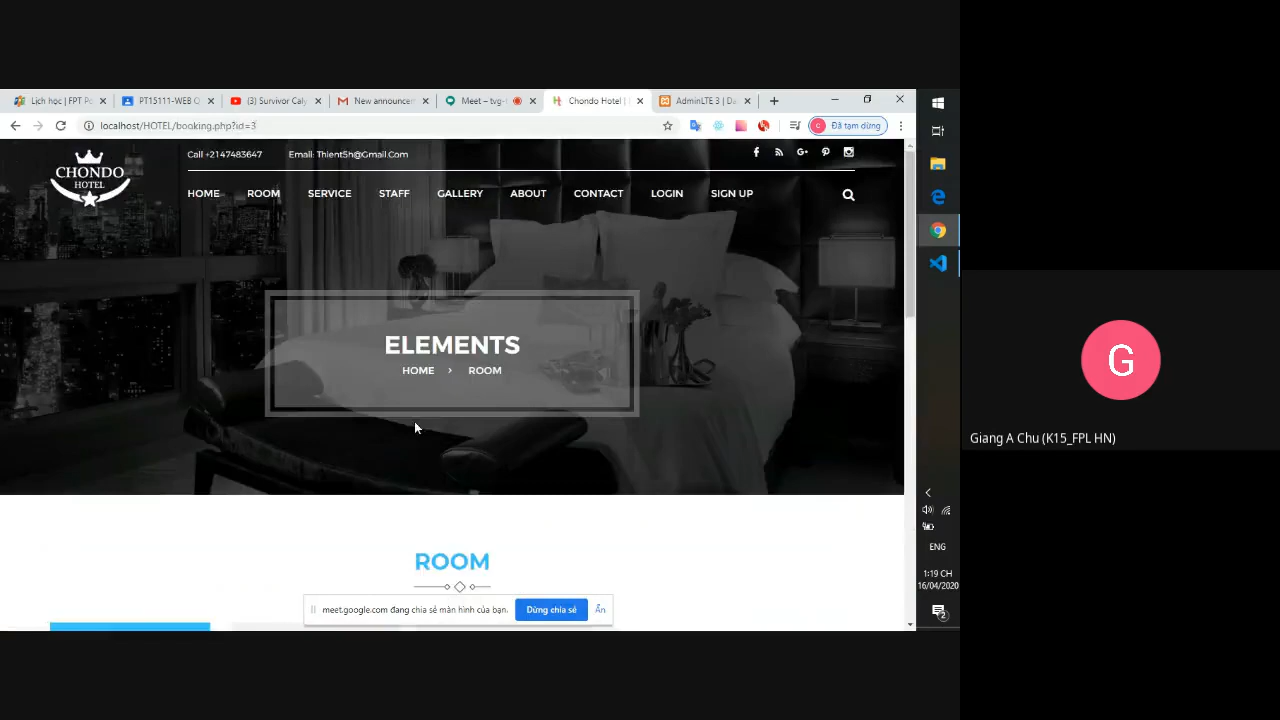 Lịch học | FPT Po
PT15111-WEB Q
(3) Survivor Caly
New announcem
Meet – tvg-
Chondo Hotel |
AdminLTE 3 | Da
localhost/HOTEL/booking.php?id=3
Đã tạm dừng
CHONDO
HOTEL
Call +2147483647
Email: Thient5h@Gmail.Com
HOME
ROOM
SERVICE
STAFF
GALLERY
ABOUT
CONTACT
LOGIN
SIGN UP
ELEMENTS
HOME › ROOM
ROOM
meet.google.com đang chia sẻ màn hình của bạn.
Dừng chia sẻ
Ẩn
ENG
1:19 CH
16/04/2020
2
G
Giang A Chu (K15_FPL HN)